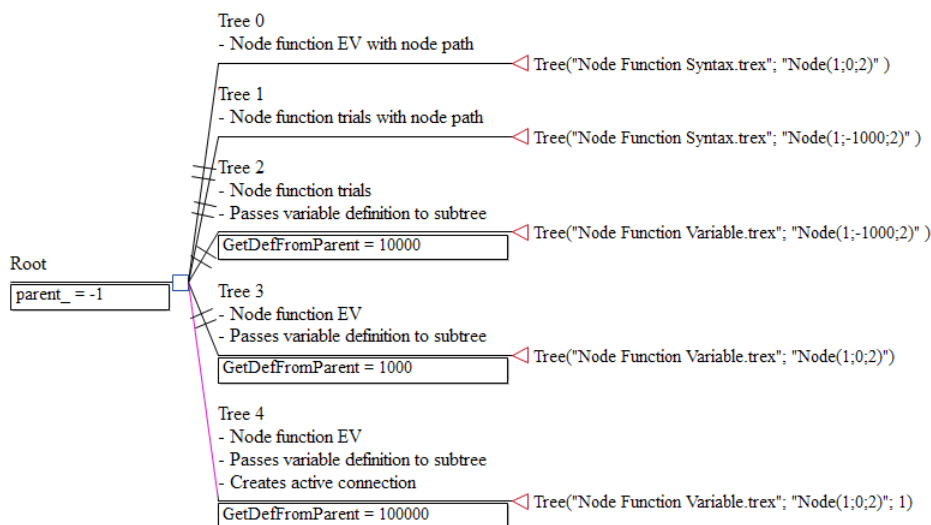 Tree 0
- Node function EV with node path
Tree("Node Function Syntax.trex"; "Node(1;0;2)" )
Tree 1
- Node function trials with node path
Tree("Node Function Syntax.trex"; "Node(1;-1000;2)" )
Tree 2
- Node function trials
- Passes variable definition to subtree
Tree("Node Function Variable.trex"; "Node(1;-1000;2)" )
GetDefFromParent = 10000
Root
parent_ = -1
Tree 3
- Node function EV
- Passes variable definition to subtree
Tree("Node Function Variable.trex"; "Node(1;0;2)")
GetDefFromParent = 1000
Tree 4
- Node function EV
- Passes variable definition to subtree
- Creates active connection
Tree("Node Function Variable.trex"; "Node(1;0;2)"; 1)
GetDefFromParent = 100000